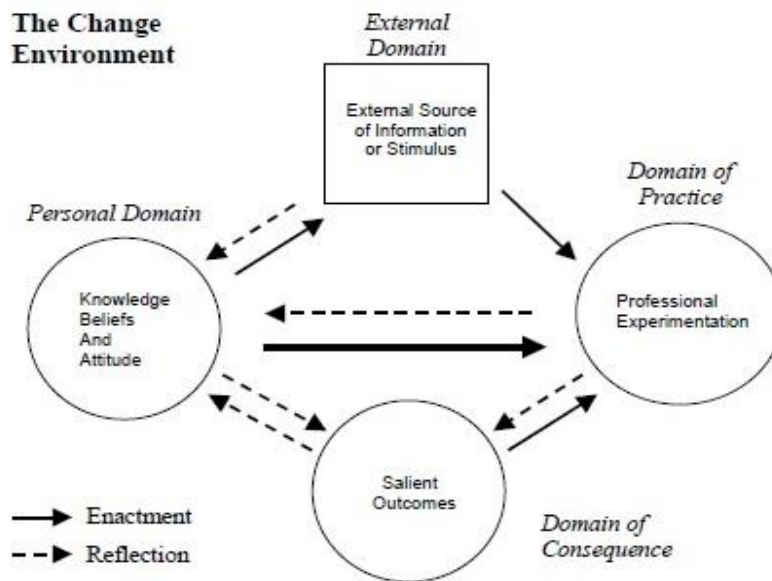 The Change
Environment
External
Domain
External Source
of Information
or Stimulus
Domain of
Practice
Personal Domain
Knowledge
Beliefs
And
Attitude
Professional
Experimentation
Salient
Outcomes
Enactment
Reflection
Domain of
Consequence